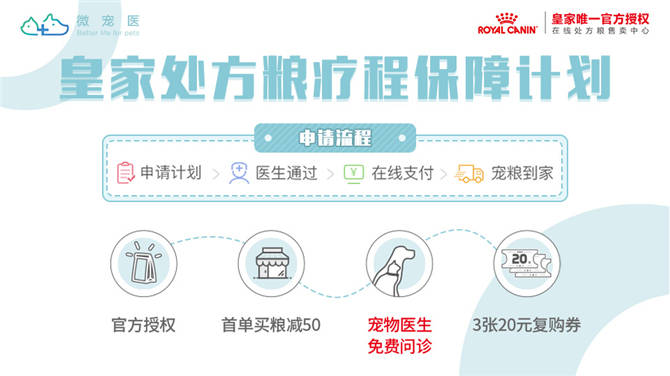 微宠医
Better life for pets
ROYAL CANIN
皇家唯一官方授权
在线处方粮售卖中心
皇家处方粮疗程保障计划
申请流程
申请计划
医生通过
¥
在线支付
宠粮到家
20
官方授权
首单买粮减50
宠物医生
免费问诊
3张20元复购券